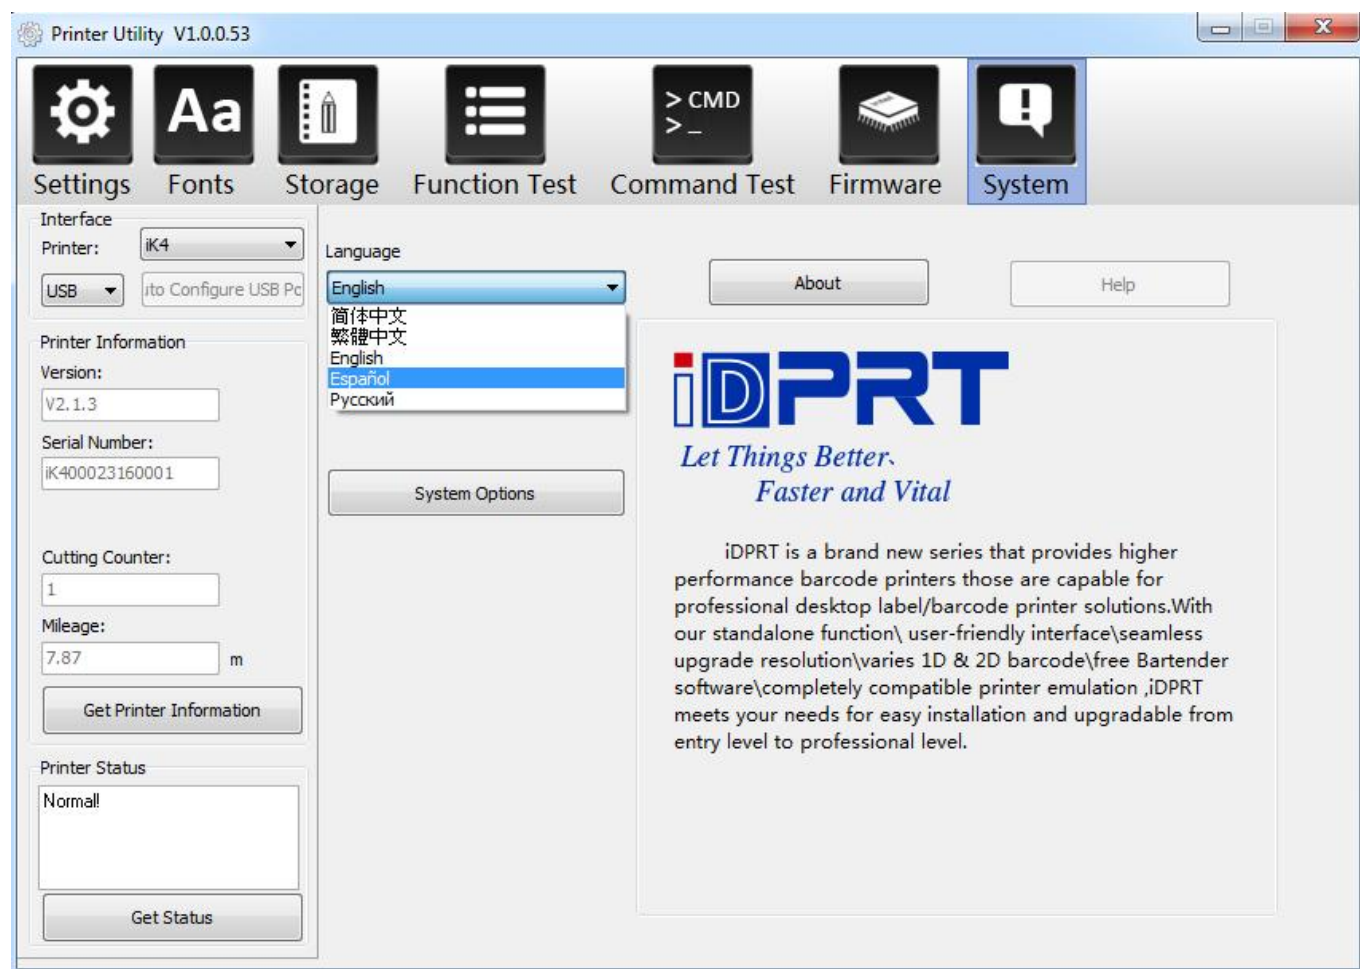 Printer Utility V1.0.0.53
Aa
> CMD
> _
Settings Fonts Storage Function Test Command Test Firmware System
Interface
Printer: iK4
USB uto Configure USB Po
Printer Information
Version:
V2.1.3
Serial Number:
iK400023160001
Cutting Counter:
1
Mileage:
7.87 m
Get Printer Information
Printer Status
Normal!
Get Status
Language
English
简体中文
繁體中文
English
Español
Русский
System Options
About
Help
iDPRT
Let Things Better、
Faster and Vital
iDPRT is a brand new series that provides higher
performance barcode printers those are capable for
professional desktop label/barcode printer solutions.With
our standalone function\ user-friendly interface\seamless
upgrade resolution\varies 1D & 2D barcode\free Bartender
software\completely compatible printer emulation ,iDPRT
meets your needs for easy installation and upgradable from
entry level to professional level.